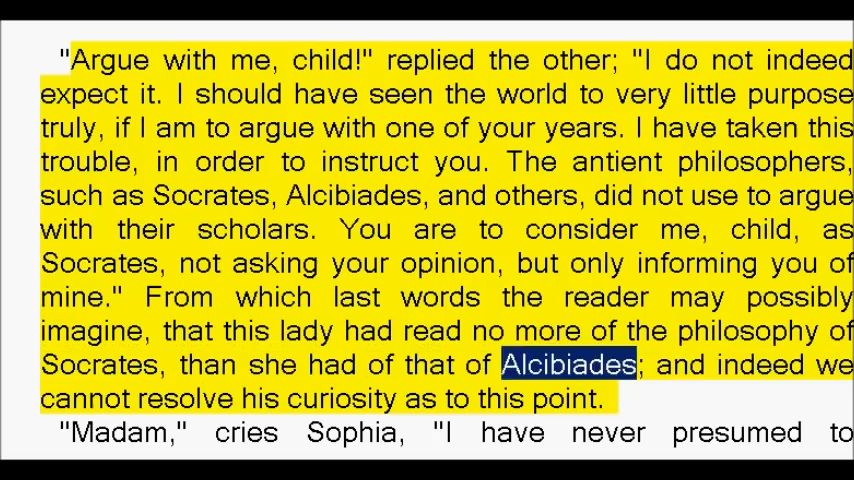 "Argue with me, child!" replied the other; "I do not indeed
expect it. I should have seen the world to very little purpose
truly, if I am to argue with one of your years. I have taken this
trouble, in order to instruct you. The antient philosophers,
such as Socrates, Alcibiades, and others, did not use to argue
with their scholars. You are to consider me, child, as
Socrates, not asking your opinion, but only informing you of
mine." From which last words the reader may possibly
imagine, that this lady had read no more of the philosophy of
Socrates, than she had of that of Alcibiades; and indeed we
cannot resolve his curiosity as to this point.
"Madam," cries Sophia, "I have never presumed to